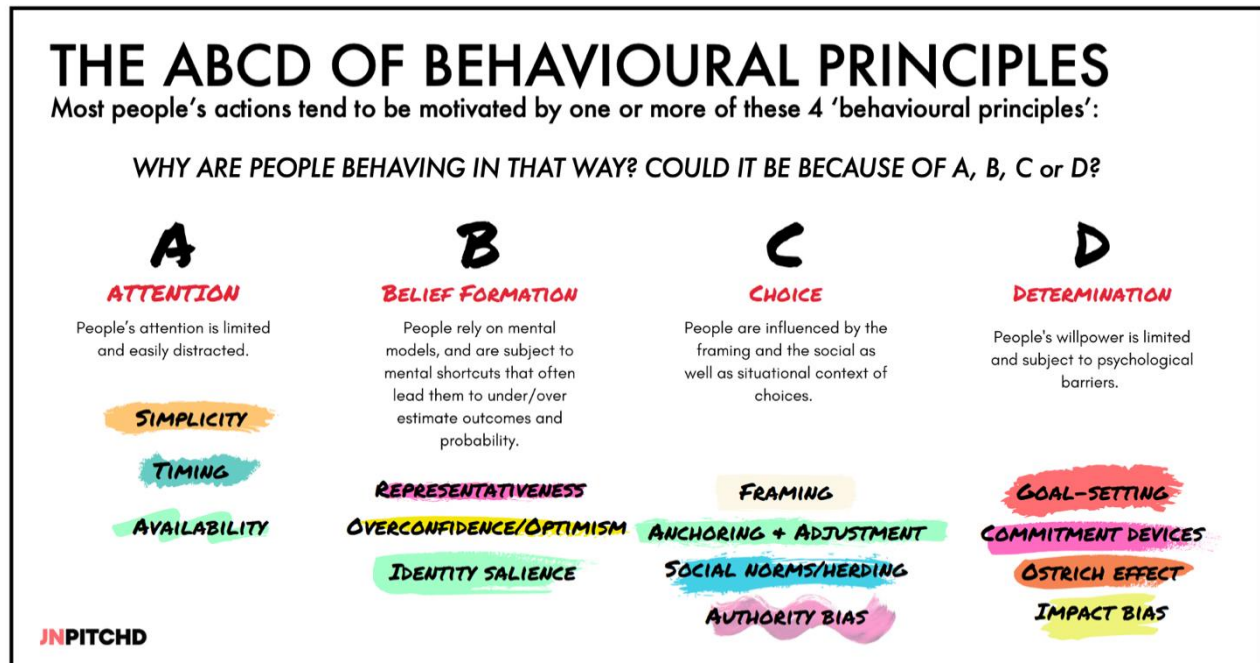 THE ABCD OF BEHAVIOURAL PRINCIPLES
Most people's actions tend to be motivated by one or more of these 4 'behavioural principles':
WHY ARE PEOPLE BEHAVING IN THAT WAY? COULD IT BE BECAUSE OF A, B, C or D?
A
ATTENTION
People's attention is limited
and easily distracted.
SIMPLICITY
TIMING
AVAILABILITY
B
BELIEF FORMATION
People rely on mental
models, and are subject to
mental shortcuts that often
lead them to under/over
estimate outcomes and
probability.
REPRESENTATIVENESS
OVERCONFIDENCE/OPTIMISM
IDENTITY SALIENCE
C
CHOICE
People are influenced by the
framing and the social as
well as situational context of
choices.
FRAMING
ANCHORING + ADJUSTMENT
SOCIAL NORMS/HERDING
AUTHORITY BIAS
D
DETERMINATION
People's willpower is limited
and subject to psychological
barriers.
GOAL-SETTING
COMMITMENT DEVICES
OSTRICH EFFECT
IMPACT BIAS
JNPITCHD